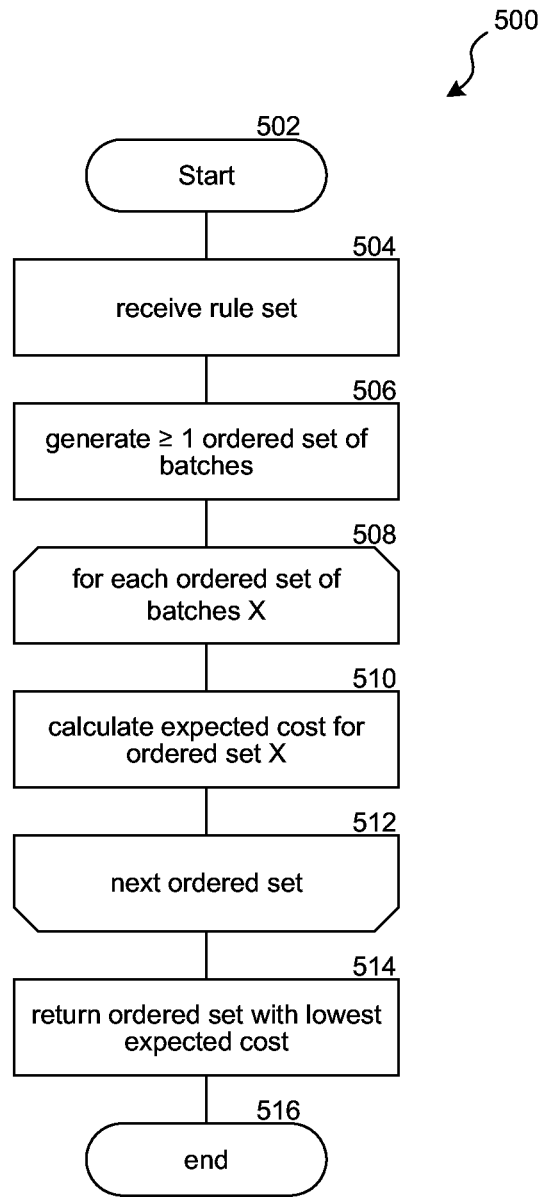 500
502
Start
504
receive rule set
506
generate ≥ 1 ordered set of
batches
508
for each ordered set of
batches X
510
calculate expected cost for
ordered set X
512
next ordered set
514
return ordered set with lowest
expected cost
516
end